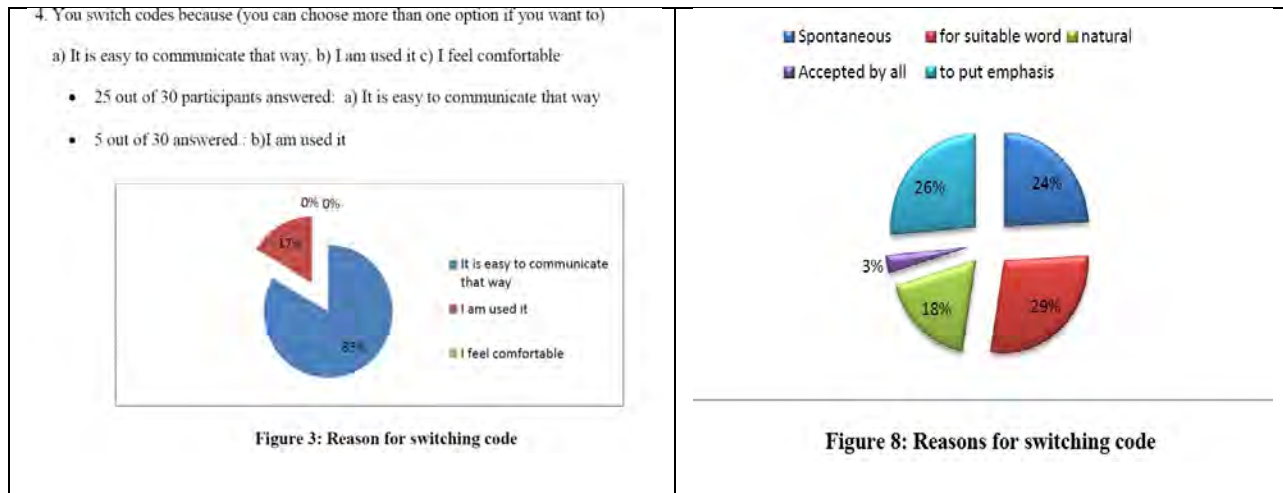 4. You switch codes because (you can choose more than one option if you want to)
a) It is easy to communicate that way, b) I am used it c) I feel comfortable
• 25 out of 30 participants answered: a) It is easy to communicate that way
• 5 out of 30 answered : b)I am used it
0% 0%
17%
83%
It is easy to communicate
that way
I am used it
I feel comfortable
Figure 3: Reason for switching code
Spontaneous for suitable word natural
Accepted by all to put emphasis
26% 24%
3%
18% 29%
Figure 8: Reasons for switching code